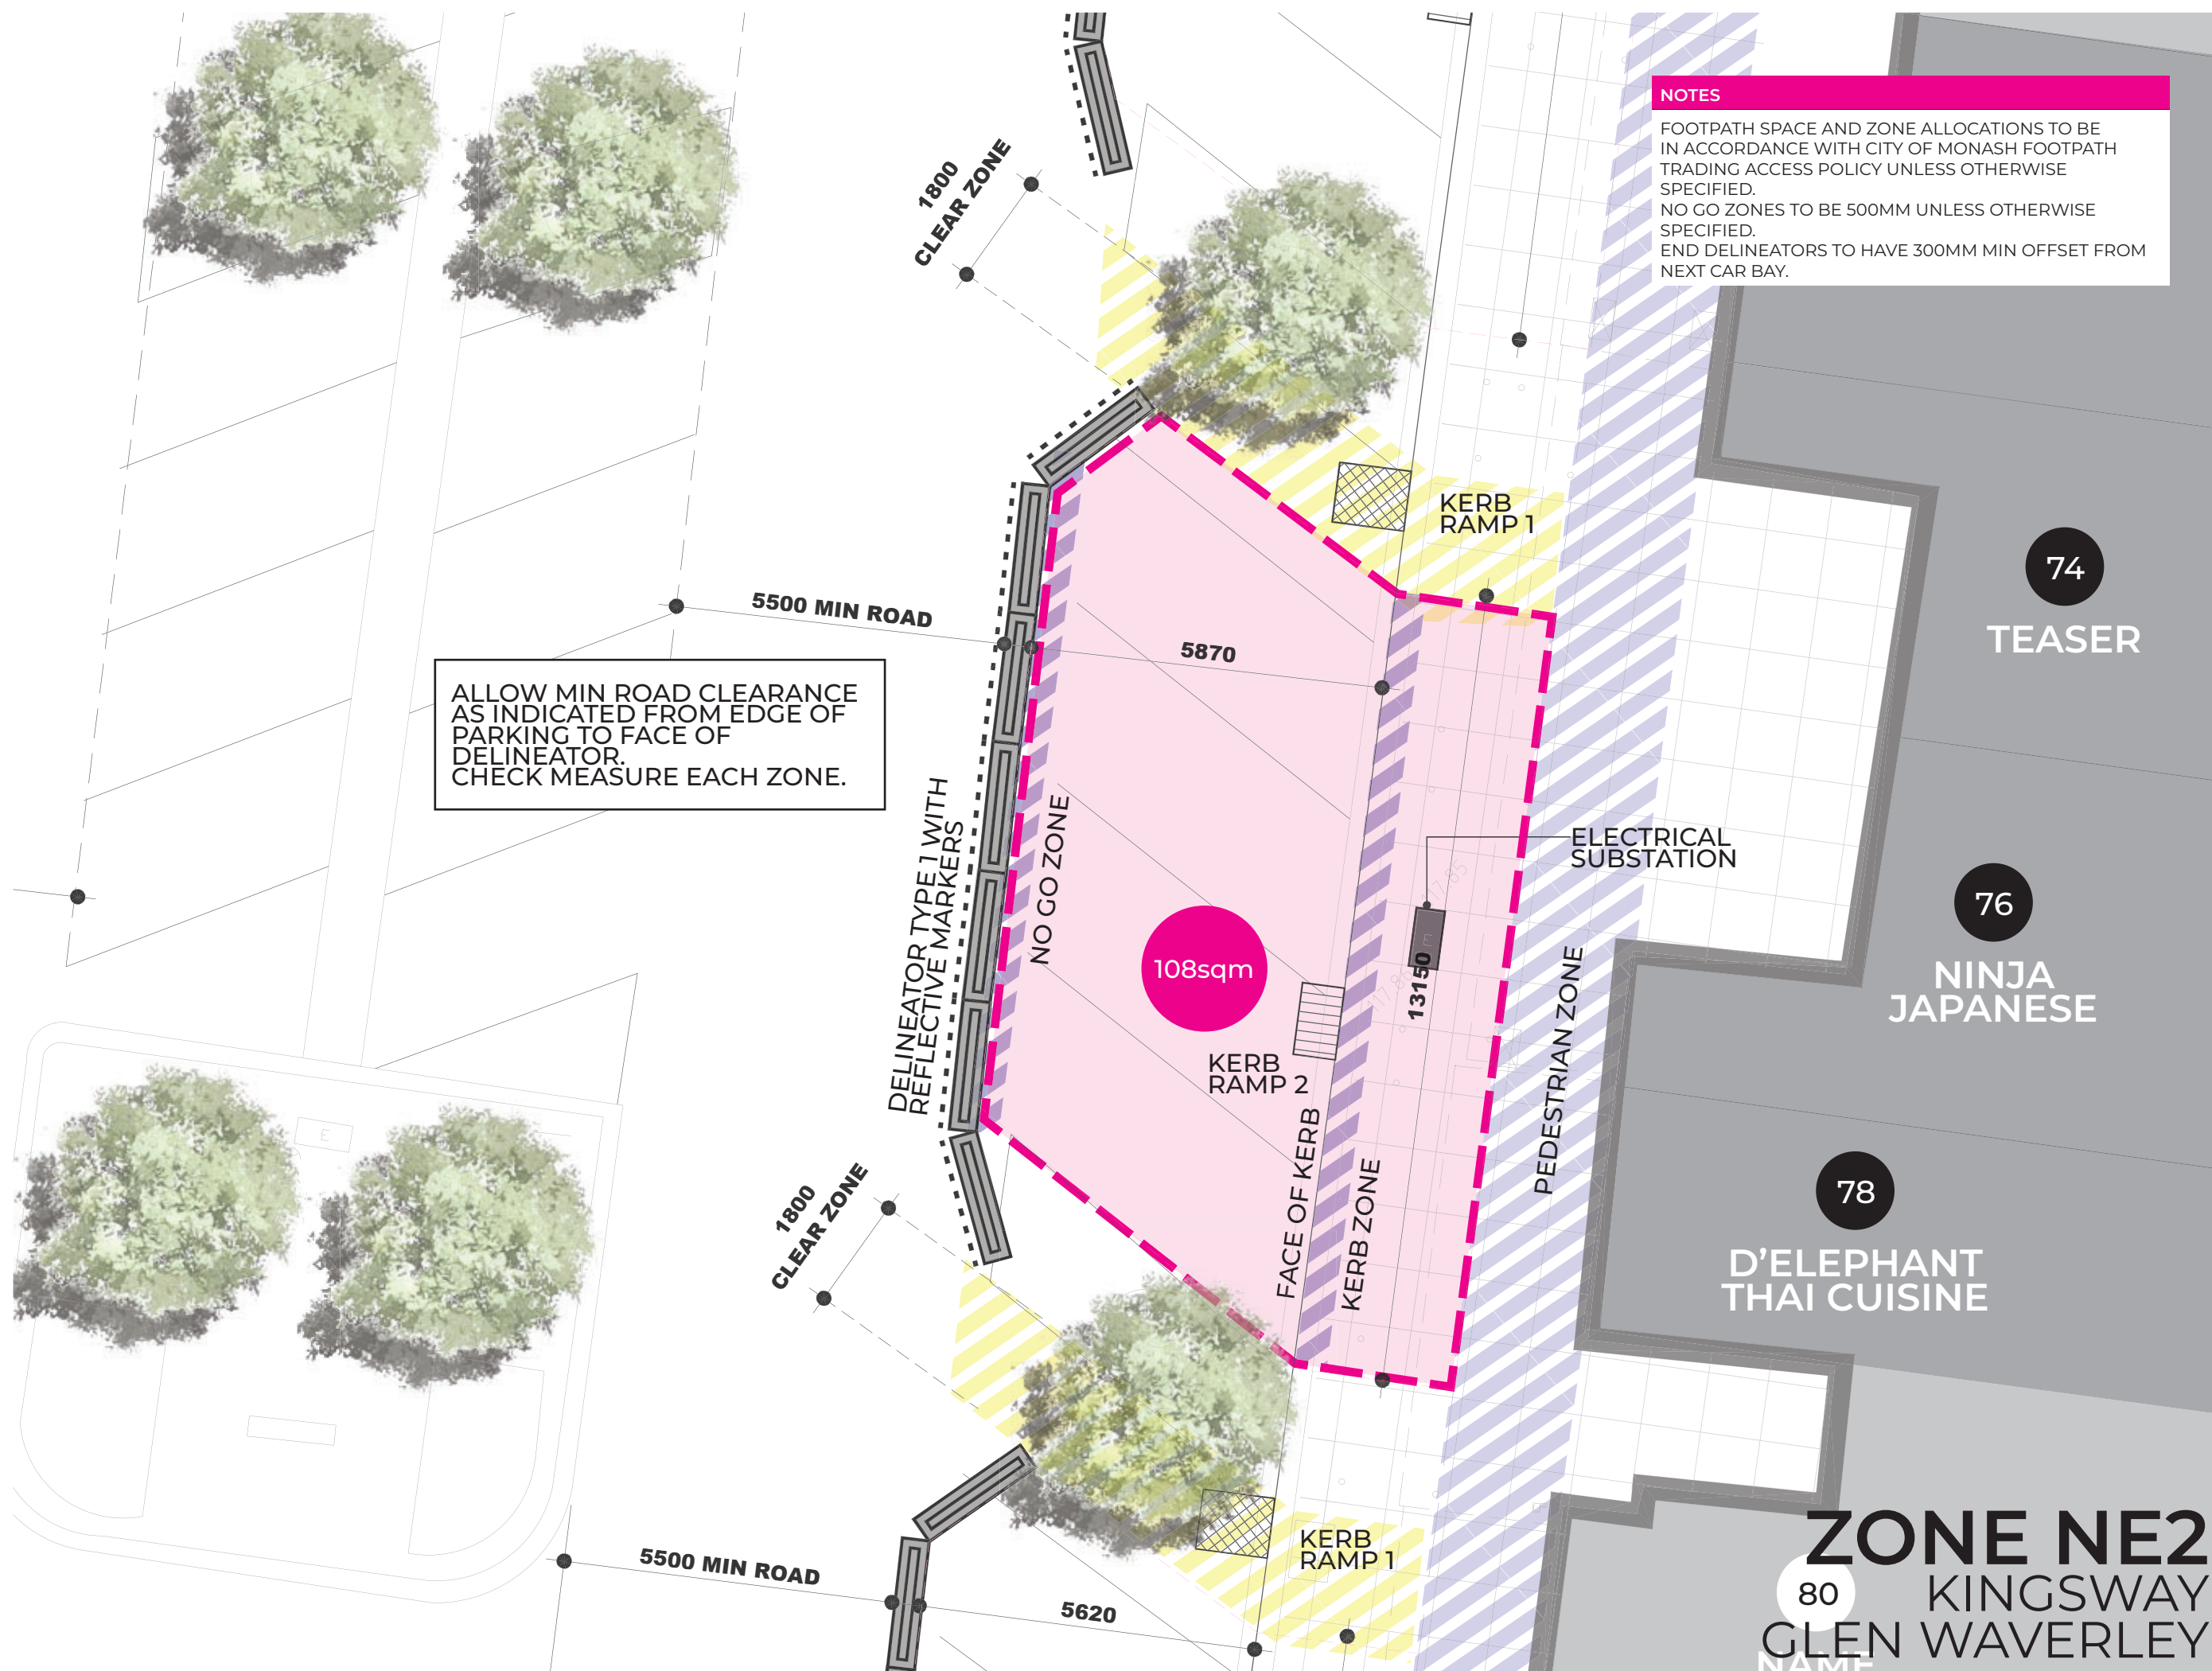 NOTES
FOOTPATH SPACE AND ZONE ALLOCATIONS TO BE
IN ACCORDANCE WITH CITY OF MONASH FOOTPATH
TRADING ACCESS POLICY UNLESS OTHERWISE
SPECIFIED.
NO GO ZONES TO BE 500MM UNLESS OTHERWISE
SPECIFIED.
END DELINEATORS TO HAVE 300MM MIN OFFSET FROM
NEXT CAR BAY.
1800
CLEAR ZONE
KERB
RAMP 1
74
TEASER
5500 MIN ROAD
5870
ALLOW MIN ROAD CLEARANCE
AS INDICATED FROM EDGE OF
PARKING TO FACE OF
DELINEATOR.
CHECK MEASURE EACH ZONE.
DELINEATOR TYPE 1 WITH
REFLECTIVE MARKERS
NO GO ZONE
ELECTRICAL
SUBSTATION
117.85
E
13150
76
NINJA
JAPANESE
108sqm
KERB
RAMP 2
FACE OF KERB
KERB ZONE
PEDESTRIAN ZONE
E
78
D'ELEPHANT
THAI CUISINE
1800
CLEAR ZONE
KERB
RAMP 1
5500 MIN ROAD
5620
ZONE NE2
80
KINGSWAY
GLEN WAVERLEY
NAME